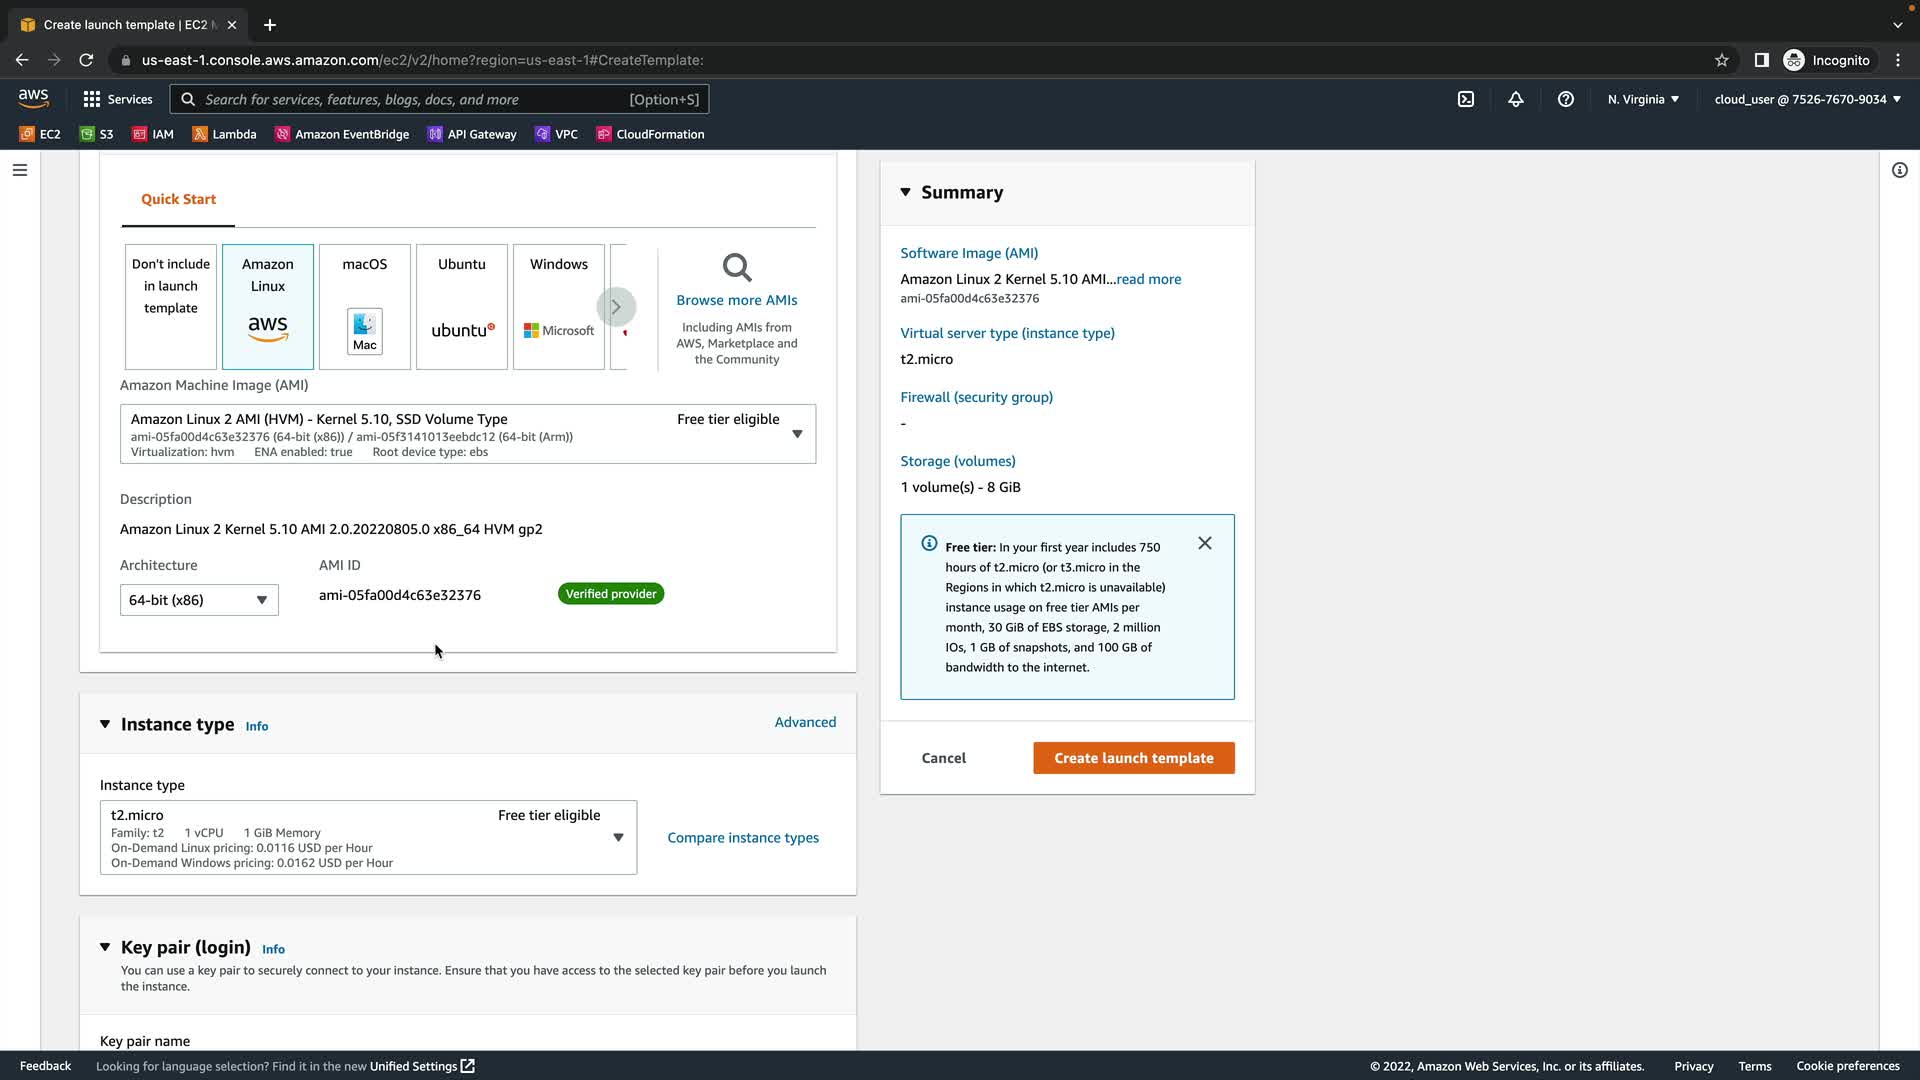 Create launch template | EC2 M
us-east-1.console.aws.amazon.com/ec2/v2/home?region=us-east-1#CreateTemplate:
Incognito
aws
Services
Search for services, features, blogs, docs, and more
[Option+S]
N. Virginia
cloud_user @ 7526-7670-9034
EC2
S3
IAM
Lambda
Amazon EventBridge
API Gateway
VPC
CloudFormation
Quick Start
Don't include
in launch
template
Amazon
Linux
aws
macOS
Mac
Ubuntu
ubuntu
Windows
Microsoft
Browse more AMIs
Including AMIs from
AWS, Marketplace and
the Community
Amazon Machine Image (AMI)
Amazon Linux 2 AMI (HVM) - Kernel 5.10, SSD Volume Type
Free tier eligible
ami-05fa00d4c63e32376 (64-bit (x86)) / ami-05f3141013eebdc12 (64-bit (Arm))
Virtualization: hvm ENA enabled: true Root device type: ebs
Description
Amazon Linux 2 Kernel 5.10 AMI 2.0.20220805.0 x86_64 HVM gp2
Architecture
AMI ID
64-bit (x86)
ami-05fa00d4c63e32376
Verified provider
Instance type Info
Advanced
Instance type
t2.micro
Free tier eligible
Family: t2 1 vCPU 1 GiB Memory
On-Demand Linux pricing: 0.0116 USD per Hour
On-Demand Windows pricing: 0.0162 USD per Hour
Compare instance types
Key pair (login) Info
You can use a key pair to securely connect to your instance. Ensure that you have access to the selected key pair before you launch
the instance.
Key pair name
Summary
Software Image (AMI)
Amazon Linux 2 Kernel 5.10 AMI...read more
ami-05fa00d4c63e32376
Virtual server type (instance type)
t2.micro
Firewall (security group)
-
Storage (volumes)
1 volume(s) - 8 GiB
Free tier: In your first year includes 750
hours of t2.micro (or t3.micro in the
Regions in which t2.micro is unavailable)
instance usage on free tier AMIs per
month, 30 GiB of EBS storage, 2 million
IOs, 1 GB of snapshots, and 100 GB of
bandwidth to the internet.
Cancel
Create launch template
Feedback
Looking for language selection? Find it in the new Unified Settings
© 2022, Amazon Web Services, Inc. or its affiliates.
Privacy
Terms
Cookie preferences